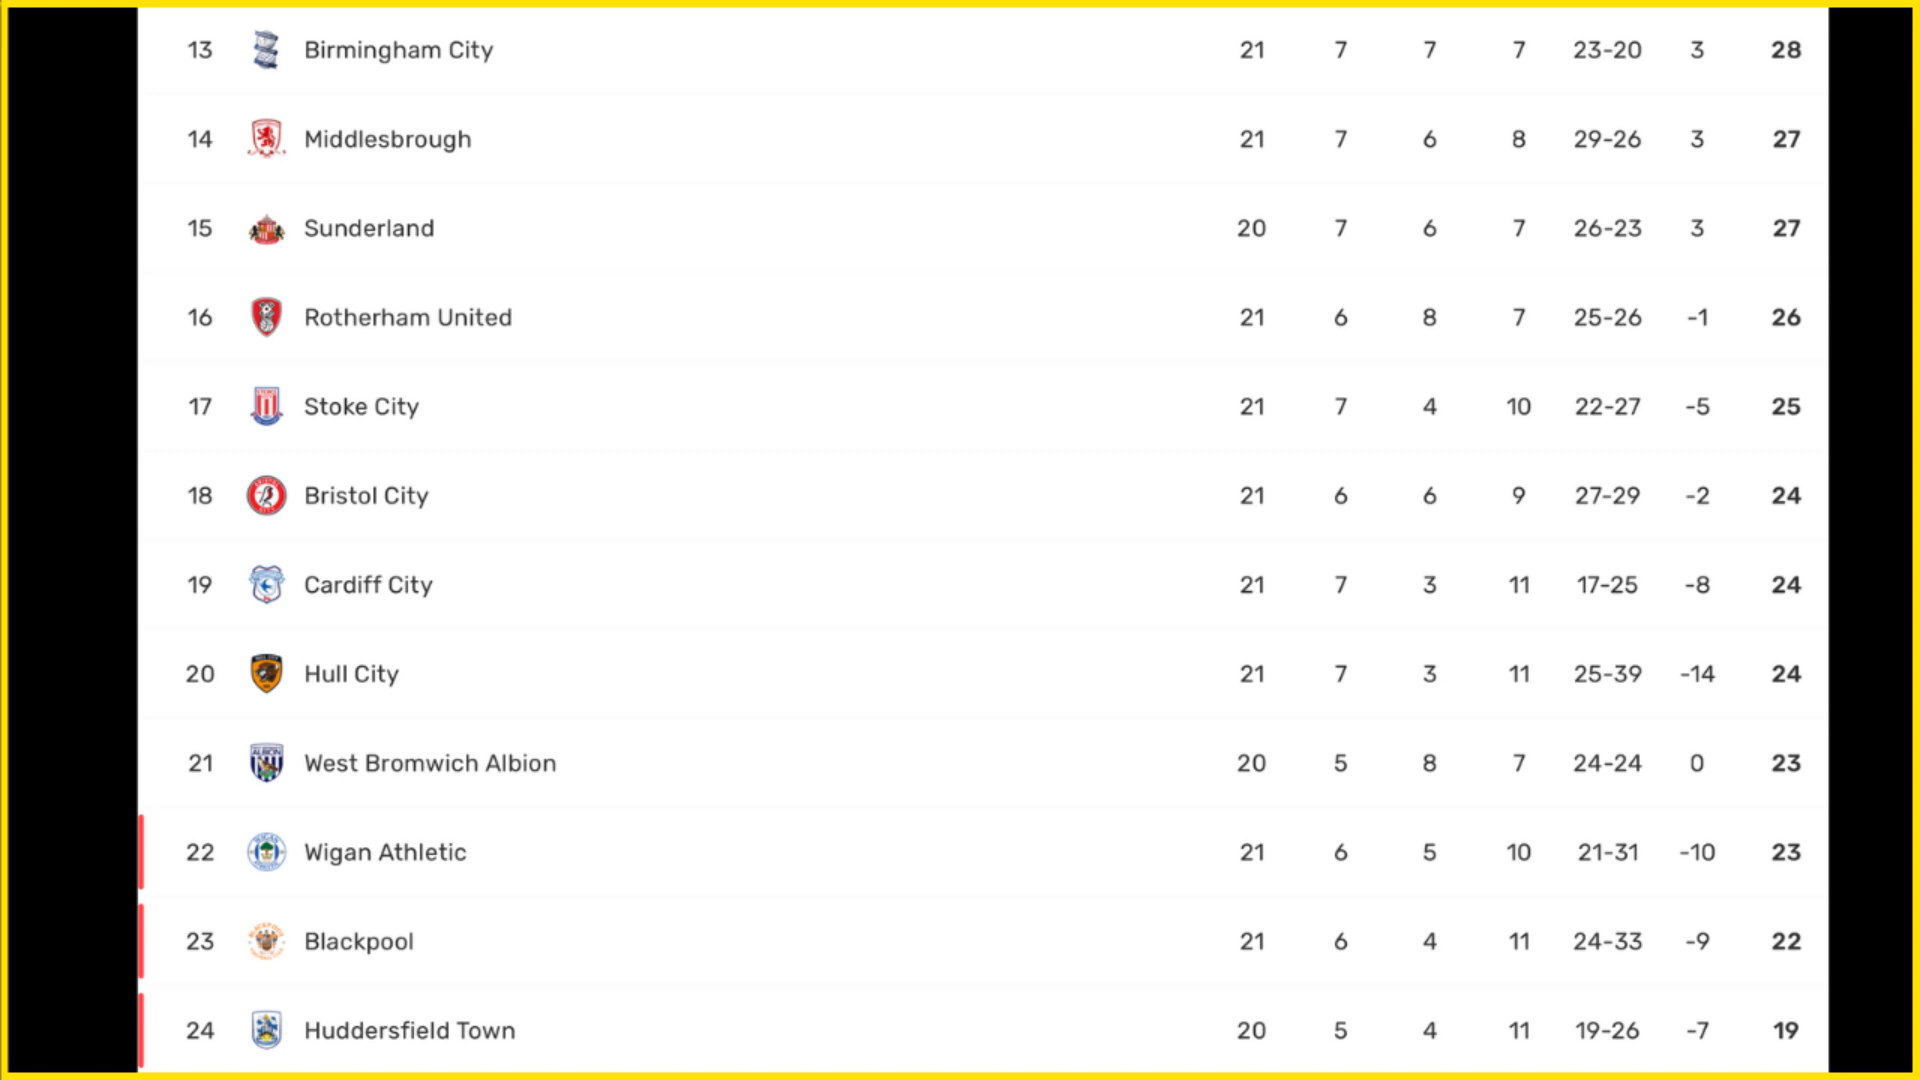 13 Birmingham City 21 7 7 7 23-20 3 28
14 Middlesbrough 21 7 6 8 29-26 3 27
15 Sunderland 20 7 6 7 26-23 3 27
16 Rotherham United 21 6 8 7 25-26 -1 26
17 Stoke City 21 7 4 10 22-27 -5 25
18 Bristol City 21 6 6 9 27-29 -2 24
19 Cardiff City 21 7 3 11 17-25 -8 24
20 Hull City 21 7 3 11 25-39 -14 24
21 West Bromwich Albion 20 5 8 7 24-24 0 23
22 Wigan Athletic 21 6 5 10 21-31 -10 23
23 Blackpool 21 6 4 11 24-33 -9 22
24 Huddersfield Town 20 5 4 11 19-26 -7 19